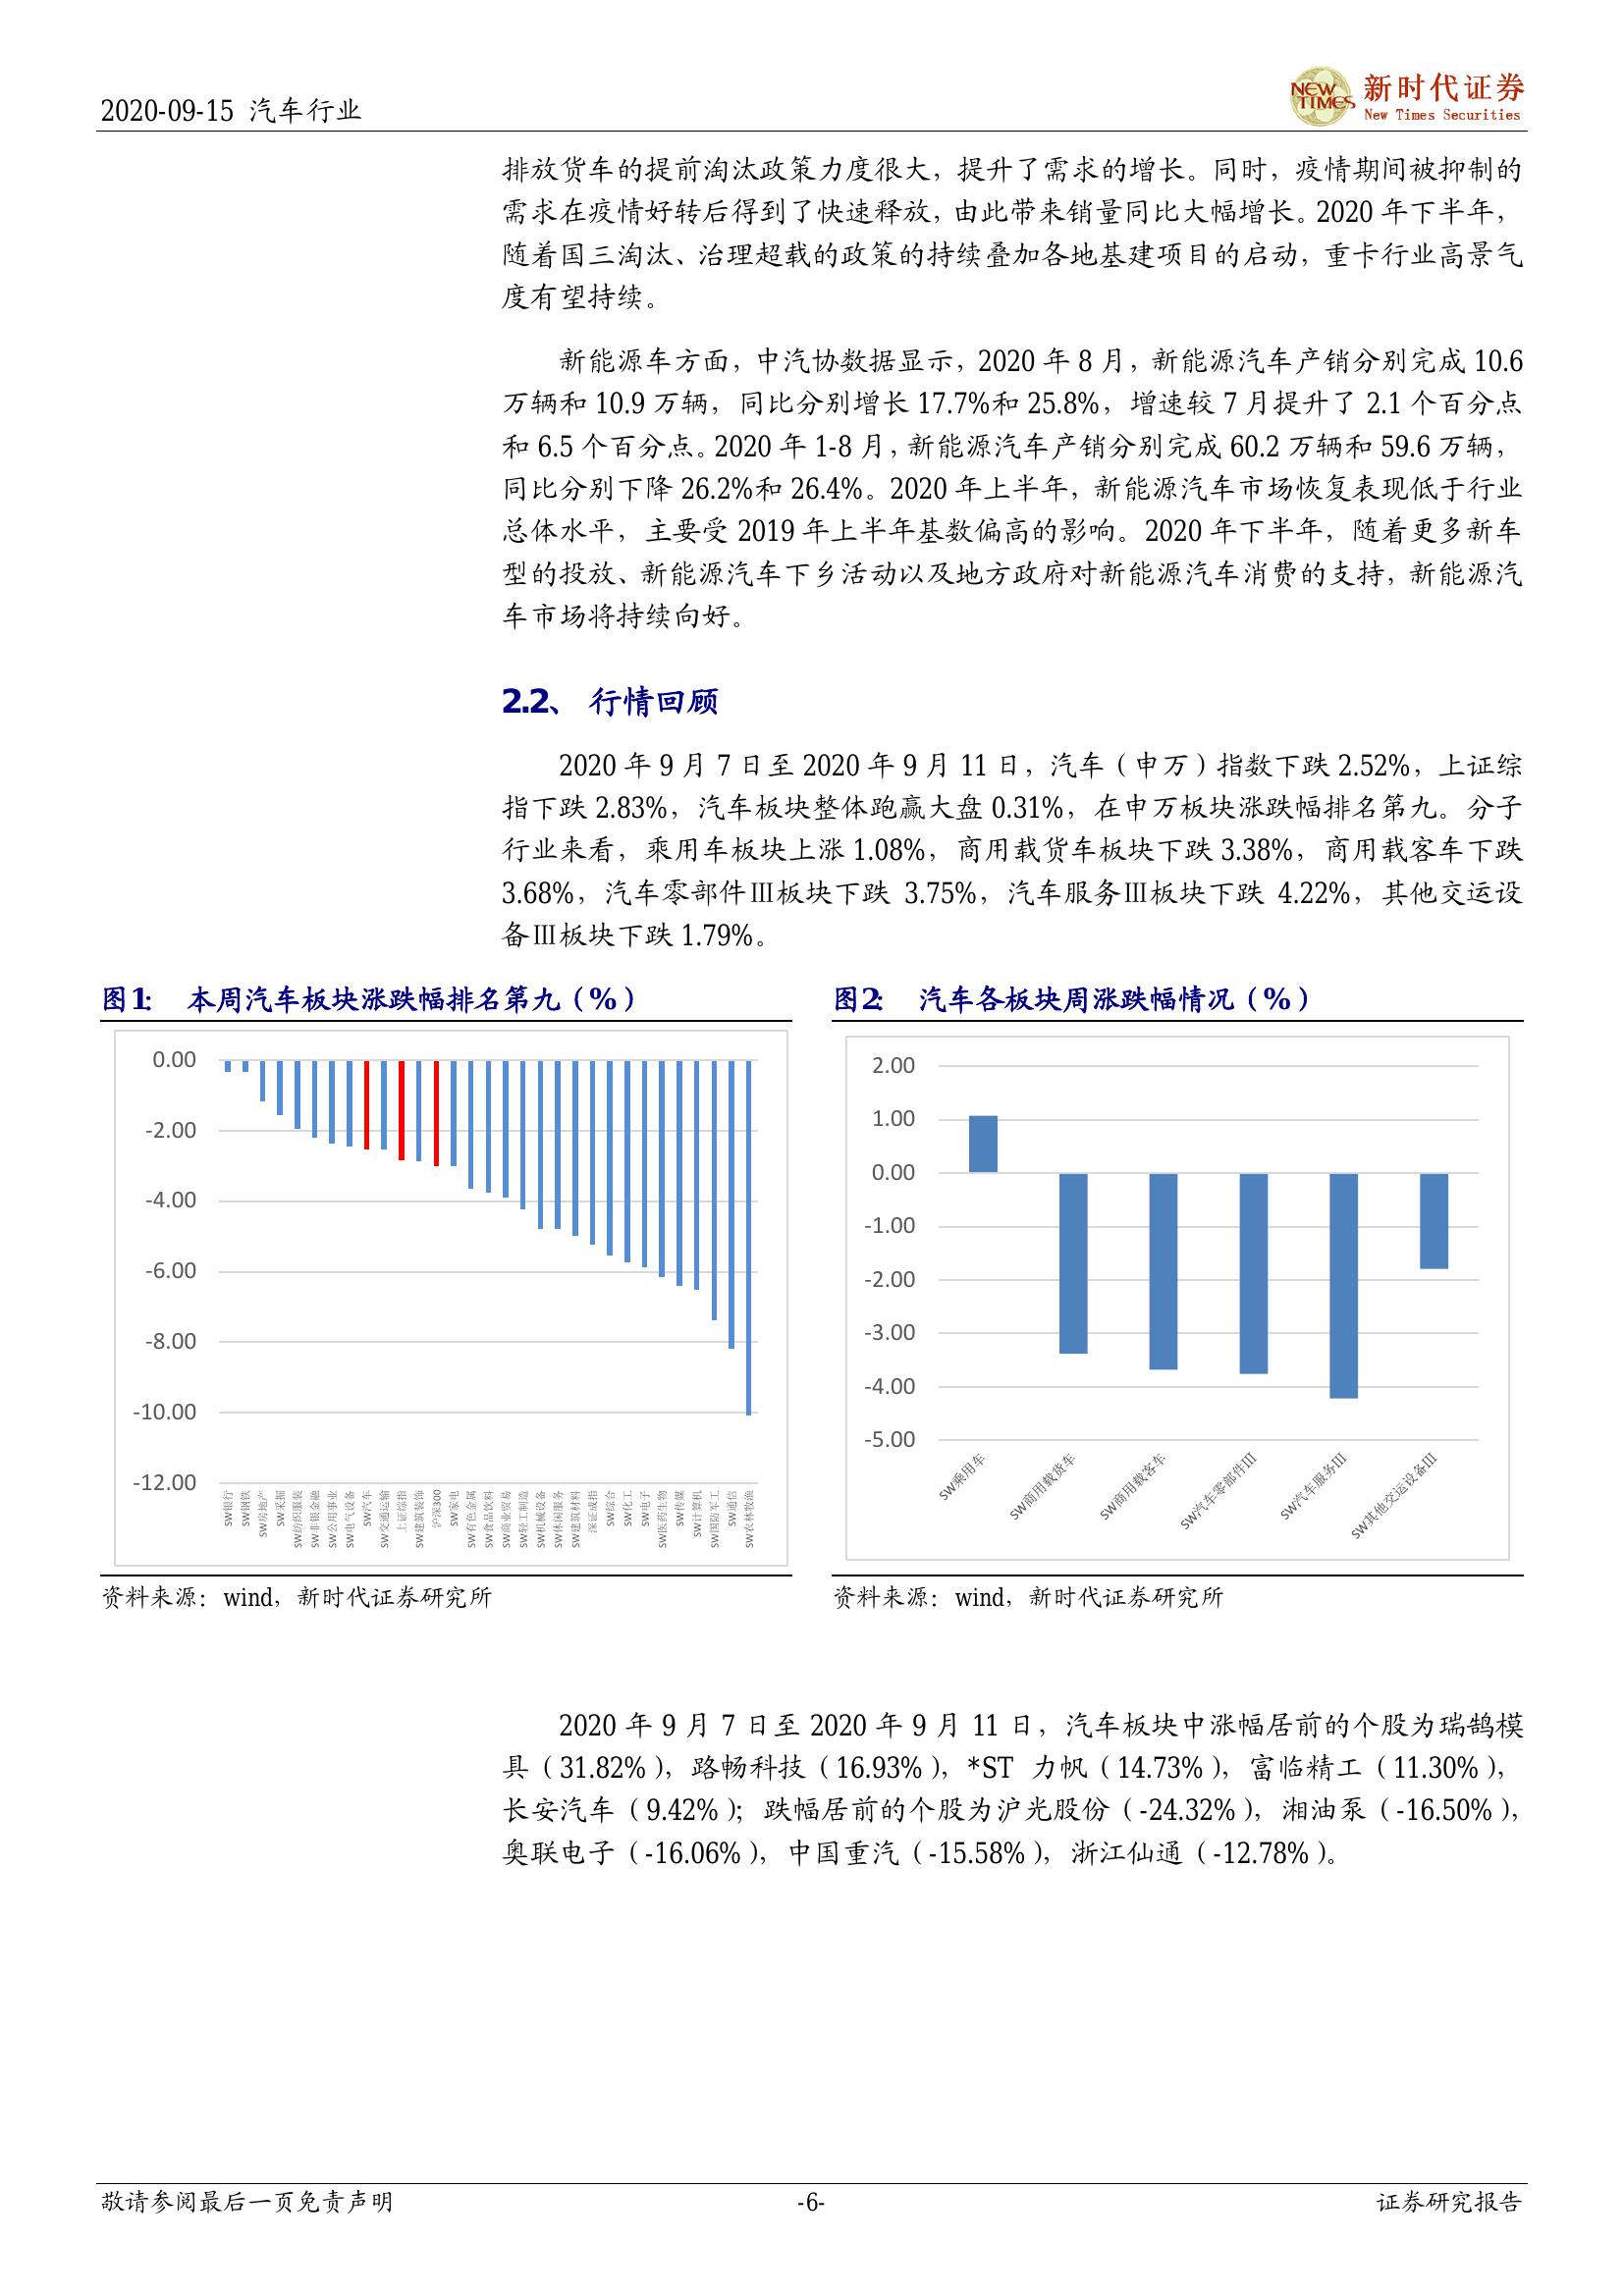 2020-09-15 汽车行业
NEW TIMES
新时代证券
New Times Securities
排放货车的提前淘汰政策力度很大，提升了需求的增长。同时，疫情期间被抑制的
需求在疫情好转后得到了快速释放，由此带来销量同比大幅增长。2020 年下半年，
随着国三淘汰、治理超载的政策的持续叠加各地基建项目的启动，重卡行业高景气
度有望持续。
新能源车方面，中汽协数据显示，2020 年 8 月，新能源汽车产销分别完成 10.6
万辆和 10.9 万辆，同比分别增长 17.7%和 25.8%，增速较 7 月提升了 2.1 个百分点
和 6.5 个百分点。2020 年 1-8 月，新能源汽车产销分别完成 60.2 万辆和 59.6 万辆，
同比分别下降 26.2%和 26.4%。2020 年上半年，新能源汽车市场恢复表现低于行业
总体水平，主要受 2019 年上半年基数偏高的影响。2020 年下半年，随着更多新车
型的投放、新能源汽车下乡活动以及地方政府对新能源汽车消费的支持，新能源汽
车市场将持续向好。
2.2、 行情回顾
2020 年 9 月 7 日至 2020 年 9 月 11 日，汽车（申万）指数下跌 2.52%，上证综
指下跌 2.83%，汽车板块整体跑赢大盘 0.31%，在申万板块涨跌幅排名第九。分子
行业来看，乘用车板块上涨 1.08%，商用载货车板块下跌 3.38%，商用载客车下跌
3.68%，汽车零部件Ⅲ板块下跌 3.75%，汽车服务Ⅲ板块下跌 4.22%，其他交运设
备Ⅲ板块下跌 1.79%。
图1： 本周汽车板块涨跌幅排名第九（%）
0.00
-2.00
-4.00
-6.00
-8.00
-10.00
-12.00
SW银行
SW钢铁
SW房地产
SW采掘
SW纺织服装
SW非银金融
SW公用事业
SW电气设备
SW汽车
SW交通运输
上证综指
SW建筑装饰
沪深300
SW家电
SW有色金属
SW食品饮料
SW商业贸易
SW轻工制造
SW机械设备
SW休闲服务
SW建筑材料
深证成指
SW综合
SW化工
SW电子
SW医药生物
SW传媒
SW计算机
SW国防军工
SW通信
SW农林牧渔
资料来源：wind，新时代证券研究所
图2： 汽车各板块周涨跌幅情况（%）
2.00
1.00
0.00
-1.00
-2.00
-3.00
-4.00
-5.00
SW乘用车
SW商用载货车
SW商用载客车
SW汽车零部件III
SW汽车服务III
SW其他交运设备III
资料来源：wind，新时代证券研究所
2020 年 9 月 7 日至 2020 年 9 月 11 日，汽车板块中涨幅居前的个股为瑞鹄模
具（31.82%），路畅科技（16.93%），*ST 力帆（14.73%），富临精工（11.30%），
长安汽车（9.42%）；跌幅居前的个股为沪光股份（-24.32%），湘油泵（-16.50%），
奥联电子（-16.06%），中国重汽（-15.58%），浙江仙通（-12.78%）。
敬请参阅最后一页免责声明
-6-
证券研究报告